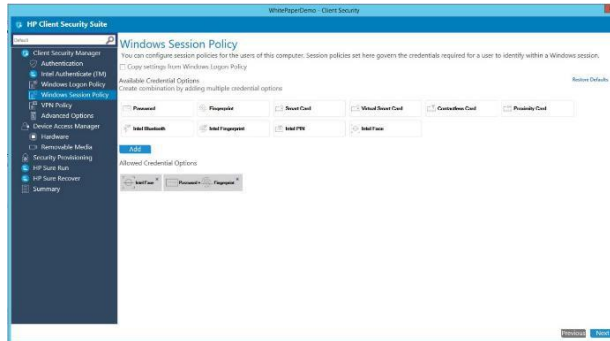 WhitePaperDemo - Client Security
HP Client Security Suite
Default
Client Security Manager
Authentication
Intel Authenticate (TM)
Windows Logon Policy
Windows Session Policy
VPN Policy
Advanced Options
Device Access Manager
Hardware
Removable Media
Security Provisioning
HP Sure Run
HP Sure Recover
Summary
Windows Session Policy
You can configure session policies for the users of this computer. Session policies set here govern the credentials required for a user to identify within a Windows session.
Copy settings from Windows Logon Policy
Available Credential Options
Restore Defaults
Create combination by adding multiple credential options
Password
Fingerprint
Smart Card
Virtual Smart Card
Contactless Card
Proximity Card
Intel Bluetooth
Intel Fingerprint
Intel PIN
Intel Face
Add
Allowed Credential Options
Intel Face
Password + Fingerprint
Previous
Next